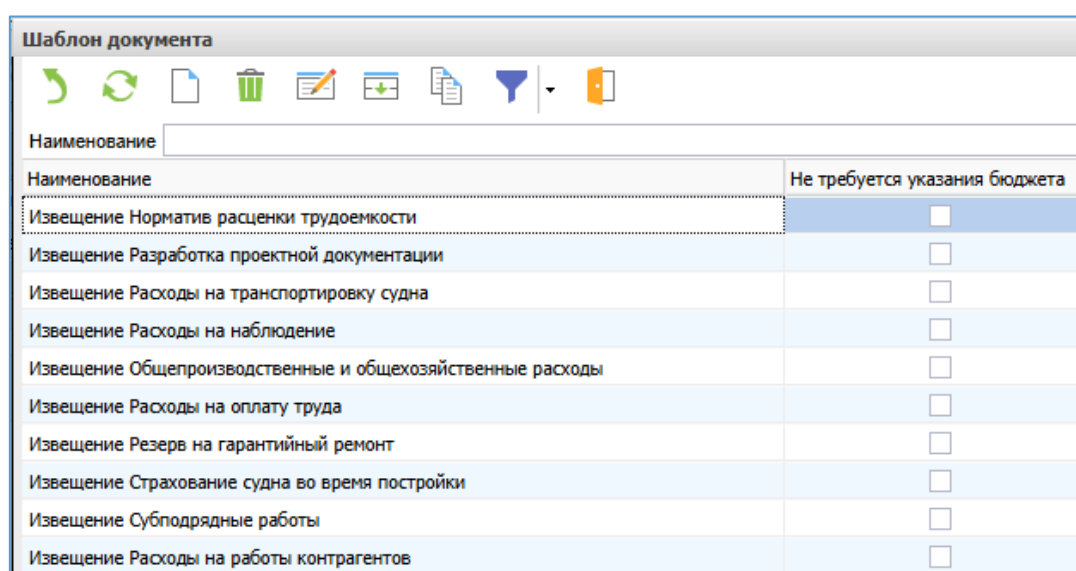 Шаблон документа
Наименование
Наименование Не требуется указания бюджета
Извещение Норматив расценки трудоемкости
Извещение Разработка проектной документации
Извещение Расходы на транспортировку судна
Извещение Расходы на наблюдение
Извещение Общепроизводственные и общехозяйственные расходы
Извещение Расходы на оплату труда
Извещение Резерв на гарантийный ремонт
Извещение Страхование судна во время постройки
Извещение Субподрядные работы
Извещение Расходы на работы контрагентов